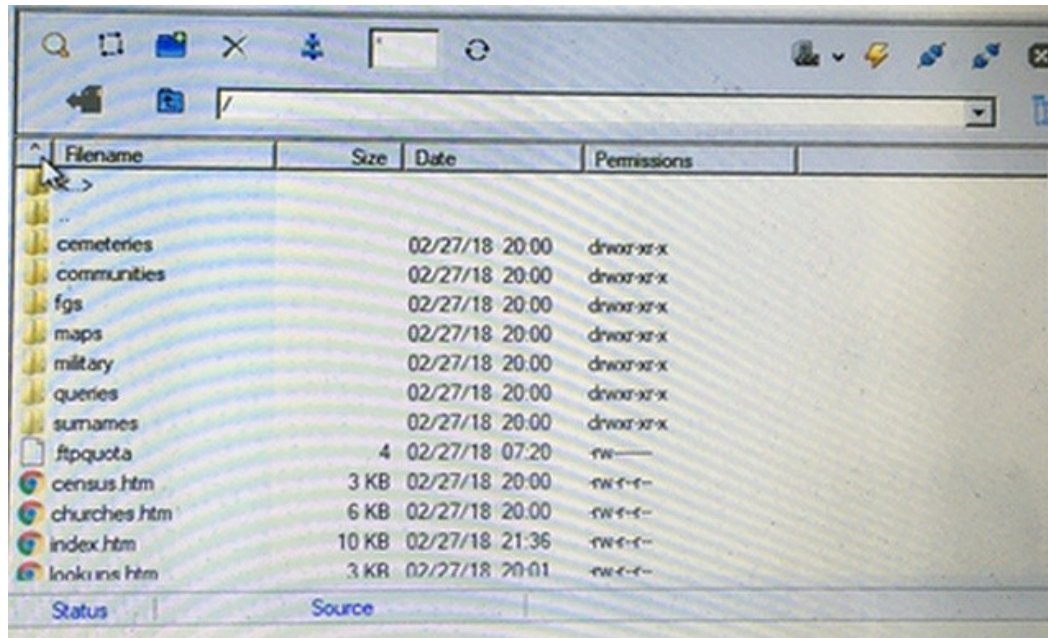 /
^ Filename Size Date Permissions
< . >
..
cemeteries 02/27/18 20:00 drwxr-xr-x
communities 02/27/18 20:00 drwxr-xr-x
fgs 02/27/18 20:00 drwxr-xr-x
maps 02/27/18 20:00 drwxr-xr-x
military 02/27/18 20:00 drwxr-xr-x
queries 02/27/18 20:00 drwxr-xr-x
surnames 02/27/18 20:00 drwxr-xr-x
.ftpquota 4 02/27/18 07:20 -rw-------
census.htm 3 KB 02/27/18 20:00 -rw-r--r--
churches.htm 6 KB 02/27/18 20:00 -rw-r--r--
index.htm 10 KB 02/27/18 21:36 -rw-r--r--
lookups.htm 3 KB 02/27/18 20:01 -rw-r--r--
Status Source